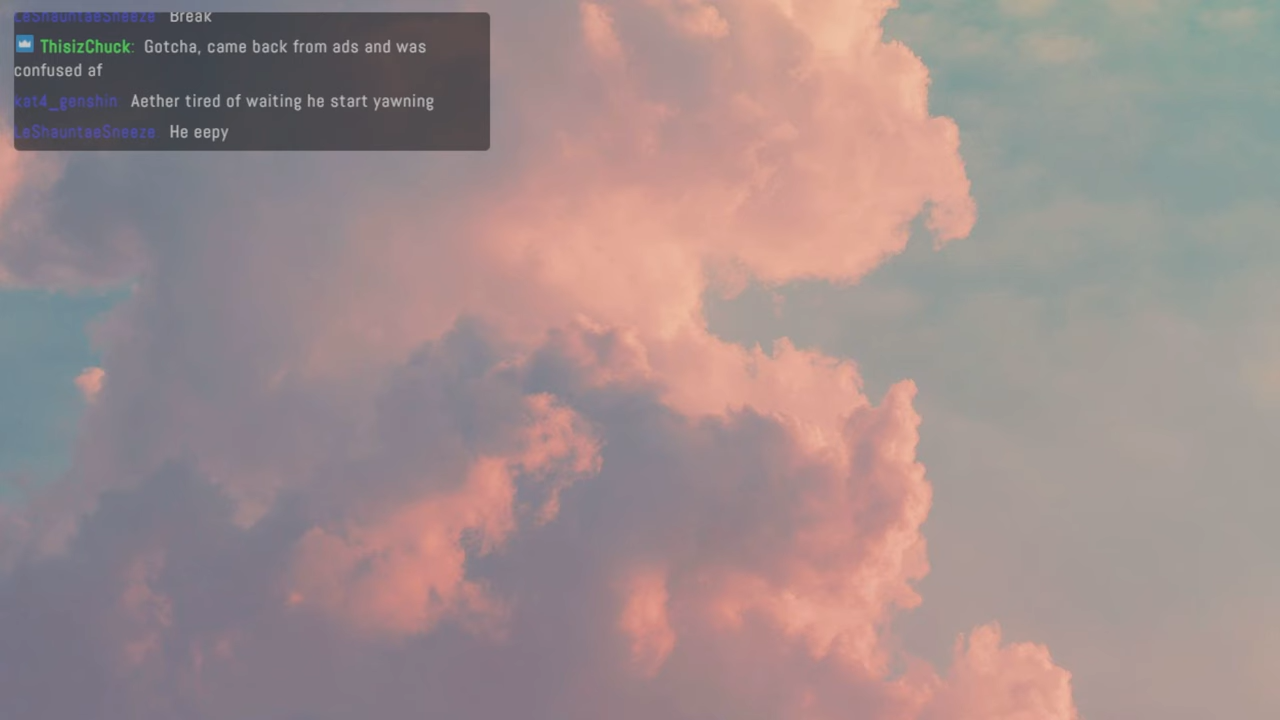 LeShauntaeSneeze Break
ThisizChuck: Gotcha, came back from ads and was
confused af
kat4_genshin Aether tired of waiting he start yawning
LeShauntaeSneeze He eepy